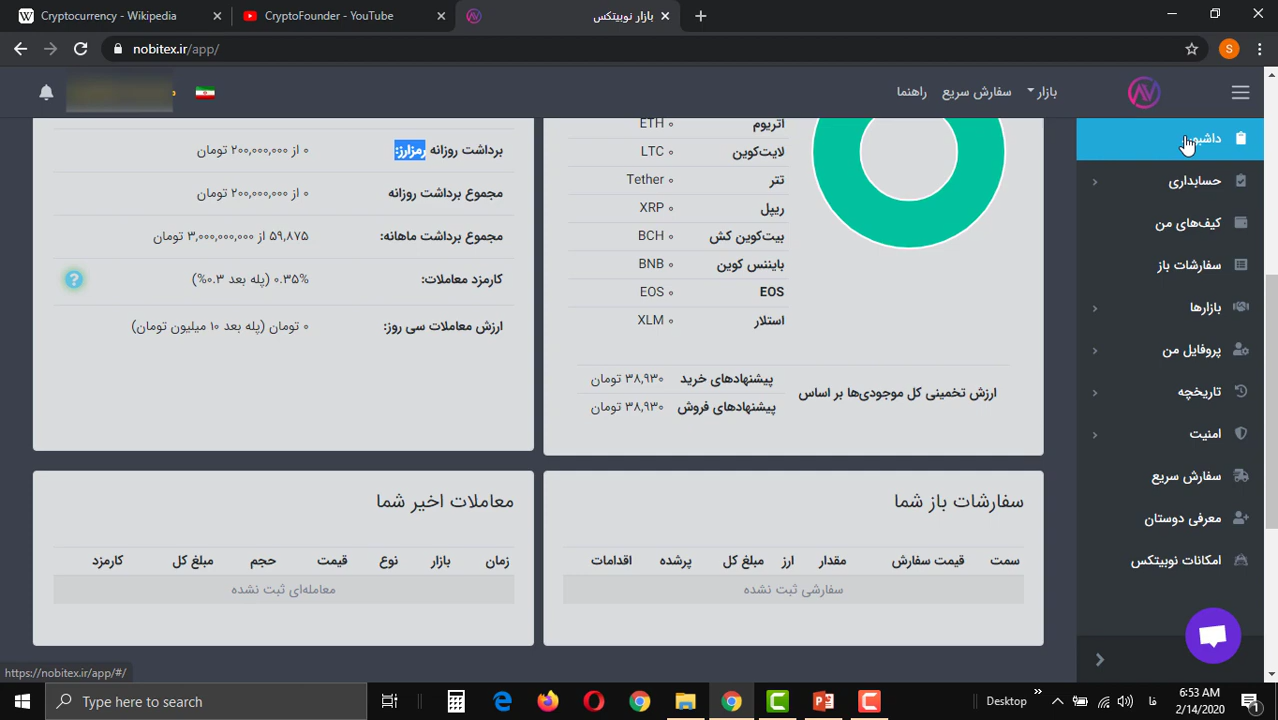 Cryptocurrency - Wikipedia
CryptoFounder - YouTube
بازار نوبیتکس
nobitex.ir/app/
S
بازار
سفارش سریع
راهنما
داشبو
حسابداری
کیف‌های من
سفارشات باز
بازارها
پروفایل من
تاریخچه
امنیت
سفارش سریع
معرفی دوستان
امکانات نوبیتکس
اتریوم ETH ۰
لایت‌کوین LTC ۰
تتر Tether ۰
ریپل XRP ۰
بیت‌کوین کش BCH ۰
بایننس کوین BNB ۰
EOS EOS ۰
استلار XLM ۰
ارزش تخمینی کل موجودی‌ها بر اساس
پیشنهادهای خرید ۳۸,۹۳۰ تومان
پیشنهادهای فروش ۳۸,۹۳۰ تومان
برداشت روزانه رمزارز: ۰ از ۲۰۰,۰۰۰,۰۰۰ تومان
مجموع برداشت روزانه ۰ از ۲۰۰,۰۰۰,۰۰۰ تومان
مجموع برداشت ماهانه: ۵۹,۸۷۵ از ۳,۰۰۰,۰۰۰,۰۰۰ تومان
کارمزد معاملات: ۰.۳۵% (پله بعد ۰.۳%)
?
ارزش معاملات سی روز: ۰ تومان (پله بعد ۱۰ میلیون تومان)
سفارشات باز شما
سمت قیمت سفارش مقدار ارز مبلغ کل پرشده اقدامات
سفارشی ثبت نشده
معاملات اخیر شما
زمان بازار نوع قیمت حجم مبلغ کل کارمزد
معامله‌ای ثبت نشده
https://nobitex.ir/app/#/
Type here to search
Desktop
فا
6:53 AM
2/14/2020
1